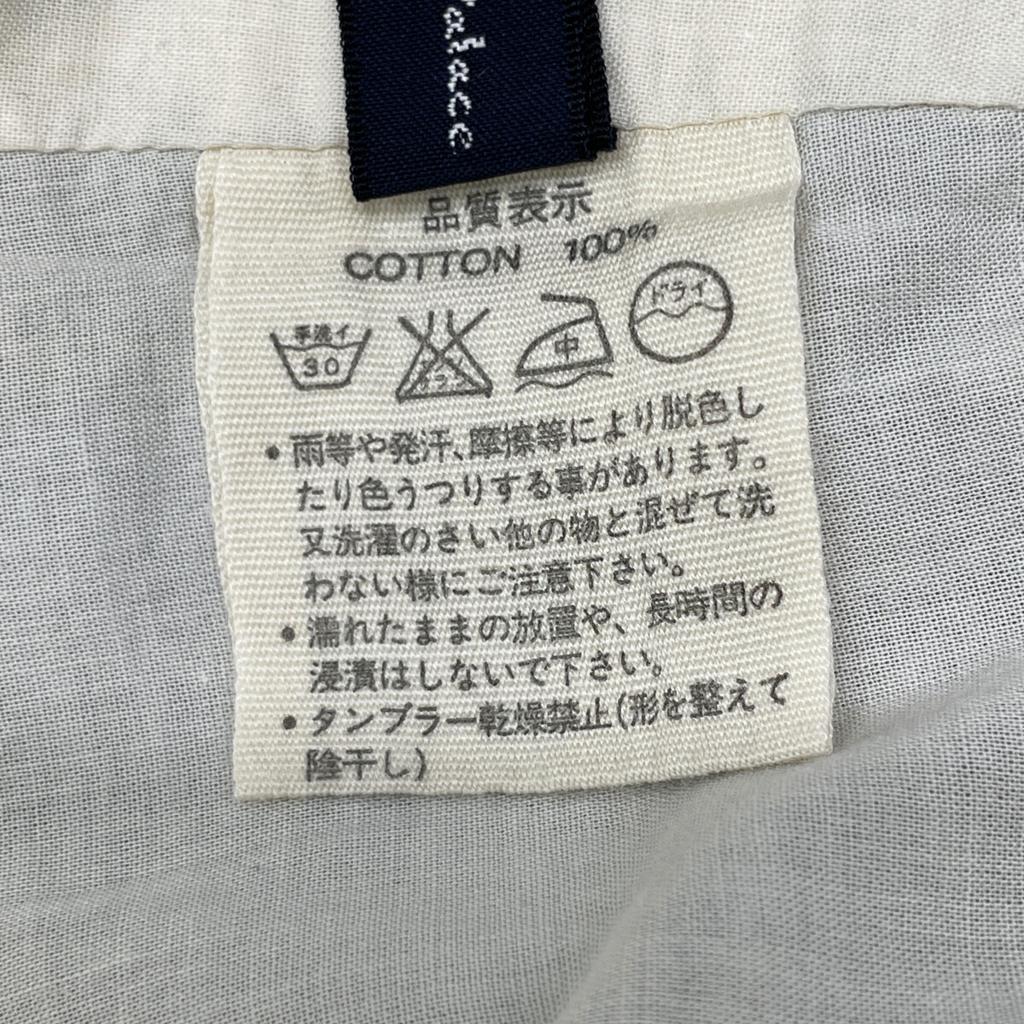 alace
品質表示
COTTON 100%
手洗イ
30
中
ドライ
•雨等や発汗、摩擦等により脱色し
たり色うつりする事があります。
又洗濯のさい他の物と混ぜて洗
わない様にご注意下さい。
•濡れたままの放置や、長時間の
浸漬はしないで下さい。
•タンブラー乾燥禁止(形を整えて
陰干し)